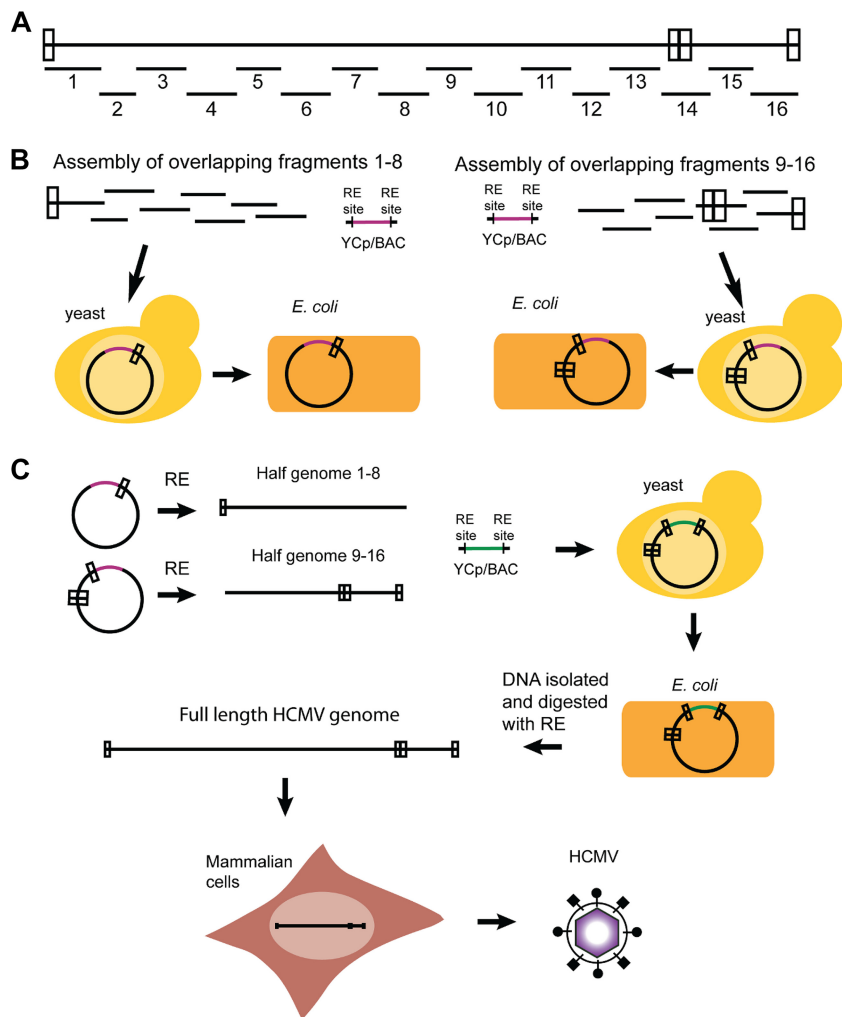 A
1 3 5 7 9 11 13 15
2 4 6 8 10 12 14 16
B
Assembly of overlapping fragments 1-8
RE site
RE site
YCp/BAC
yeast
E. coli
Assembly of overlapping fragments 9-16
RE site
RE site
YCp/BAC
E. coli
yeast
C
RE
Half genome 1-8
RE
Half genome 9-16
RE site
RE site
YCp/BAC
yeast
DNA isolated
and digested
with RE
E. coli
Full length HCMV genome
Mammalian
cells
HCMV